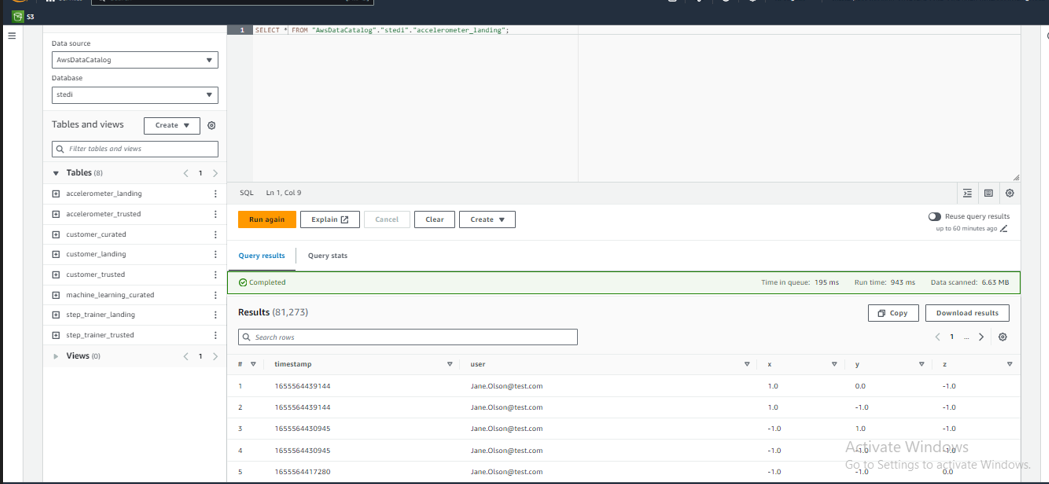 S3
Data source
AwsDataCatalog
Database
stedi
Tables and views
Create
Filter tables and views
Tables (8)
1
accelerometer_landing
accelerometer_trusted
customer_curated
customer_landing
customer_trusted
machine_learning_curated
step_trainer_landing
step_trainer_trusted
Views (0)
1
1 SELECT * FROM "AwsDataCatalog"."stedi"."accelerometer_landing";
SQL Ln 1, Col 9
Run again Explain Cancel Clear Create
Reuse query results
up to 60 minutes ago
Query results Query stats
Completed Time in queue: 195 ms Run time: 943 ms Data scanned: 6.63 MB
Results (81,273) Copy Download results
Search rows 1 ...
# timestamp user x y z
1 1655564439144 Jane.Olson@test.com 1.0 0.0 -1.0
2 1655564439144 Jane.Olson@test.com 1.0 -1.0 -1.0
3 1655564430945 Jane.Olson@test.com -1.0 1.0 -1.0
4 1655564430945 Jane.Olson@test.com -1.0 -1.0 -1.0
5 1655564417280 Jane.Olson@test.com -1.0 -1.0 0.0
Activate Windows
Go to Settings to activate Windows.